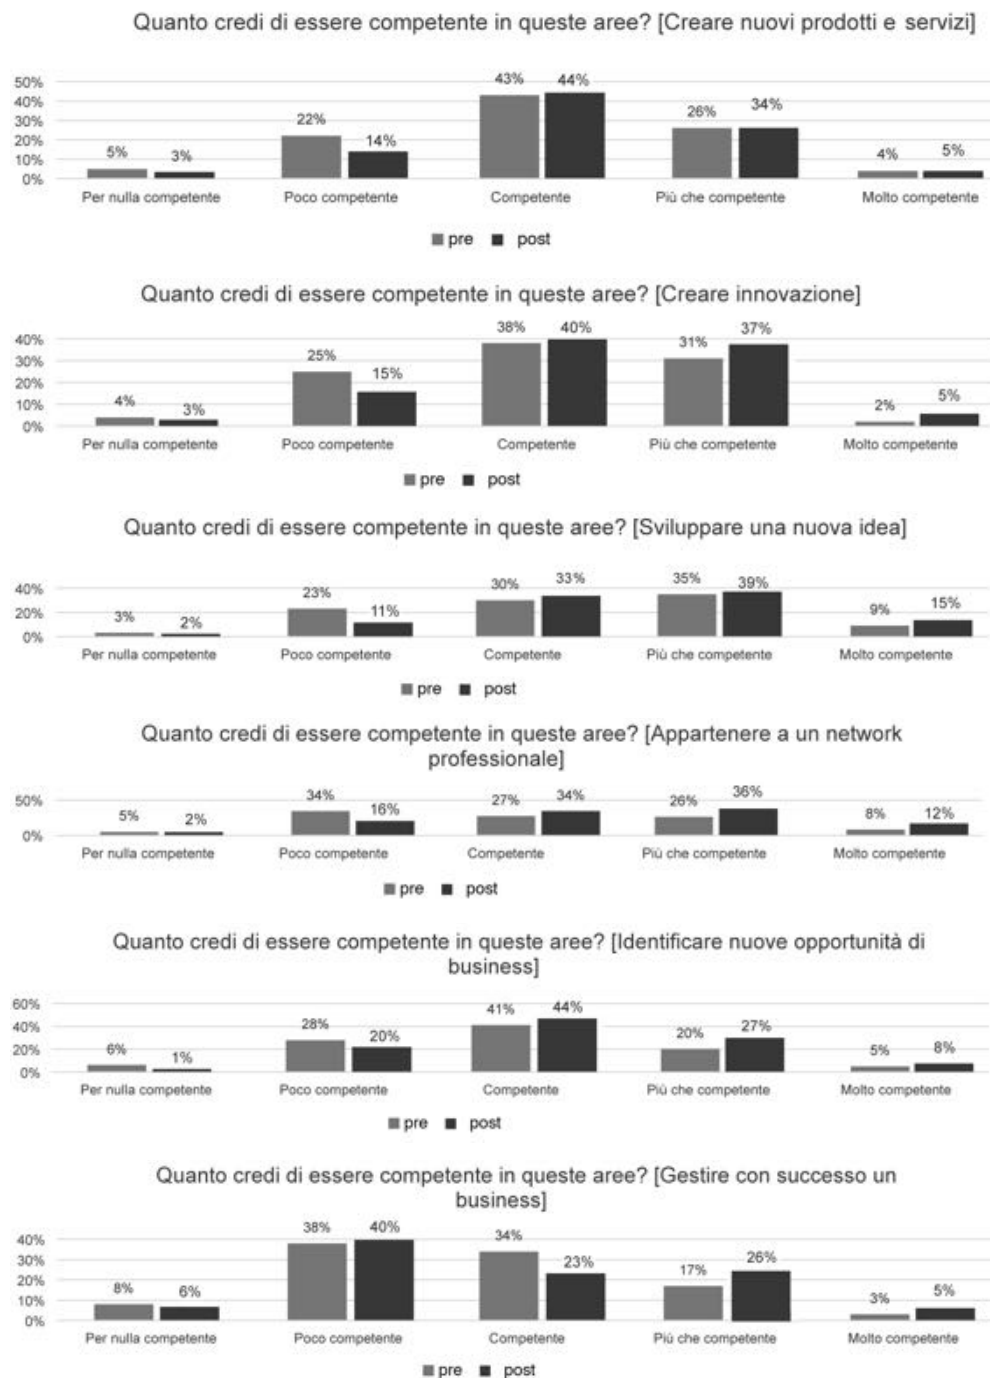 Quanto credi di essere competente in queste aree? [Creare nuovi prodotti e servizi]
43% 44%
50%
40% 26% 34%
30% 22%
20% 14%
10% 5% 3% 4% 5%
0%
Per nulla competente Poco competente Competente Più che competente Molto competente
pre post
Quanto credi di essere competente in queste aree? [Creare innovazione]
38% 40% 37%
40% 31%
30% 25%
20% 15%
10% 4% 3% 2% 5%
0%
Per nulla competente Poco competente Competente Più che competente Molto competente
pre post
Quanto credi di essere competente in queste aree? [Sviluppare una nuova idea]
30% 33% 35% 39%
40% 23%
20% 3% 2% 11% 9% 15%
0%
Per nulla competente Poco competente Competente Più che competente Molto competente
pre post
Quanto credi di essere competente in queste aree? [Appartenere a un network
professionale]
50% 34% 27% 34% 26% 36%
5% 2% 16% 8% 12%
0%
Per nulla competente Poco competente Competente Più che competente Molto competente
pre post
Quanto credi di essere competente in queste aree? [Identificare nuove opportunità di
business]
60% 41% 44%
40% 28% 20% 20% 27%
20% 6% 1% 5% 8%
0%
Per nulla competente Poco competente Competente Più che competente Molto competente
pre post
Quanto credi di essere competente in queste aree? [Gestire con successo un
business]
38% 40% 34%
40%
30% 23% 17% 26%
20%
10% 8% 6% 3% 5%
0%
Per nulla competente Poco competente Competente Più che competente Molto competente
pre post